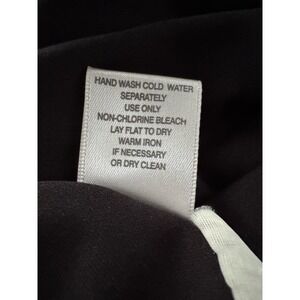 HAND WASH COLD WATER
SEPARATELY
USE ONLY
NON-CHLORINE BLEACH
LAY FLAT TO DRY
WARM IRON
IF NECESSARY
OR DRY CLEAN